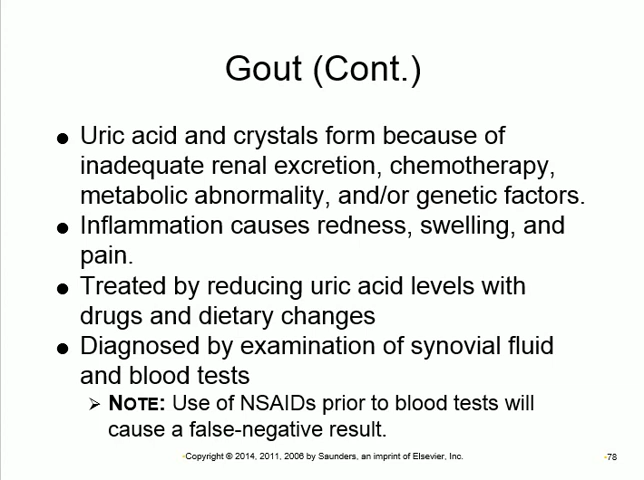 Gout (Cont.)
● Uric acid and crystals form because of
inadequate renal excretion, chemotherapy,
metabolic abnormality, and/or genetic factors.
● Inflammation causes redness, swelling, and
pain.
● Treated by reducing uric acid levels with
drugs and dietary changes
● Diagnosed by examination of synovial fluid
and blood tests
➢ NOTE: Use of NSAIDs prior to blood tests will
cause a false-negative result.
•Copyright © 2014, 2011, 2006 by Saunders, an imprint of Elsevier, Inc.
•78